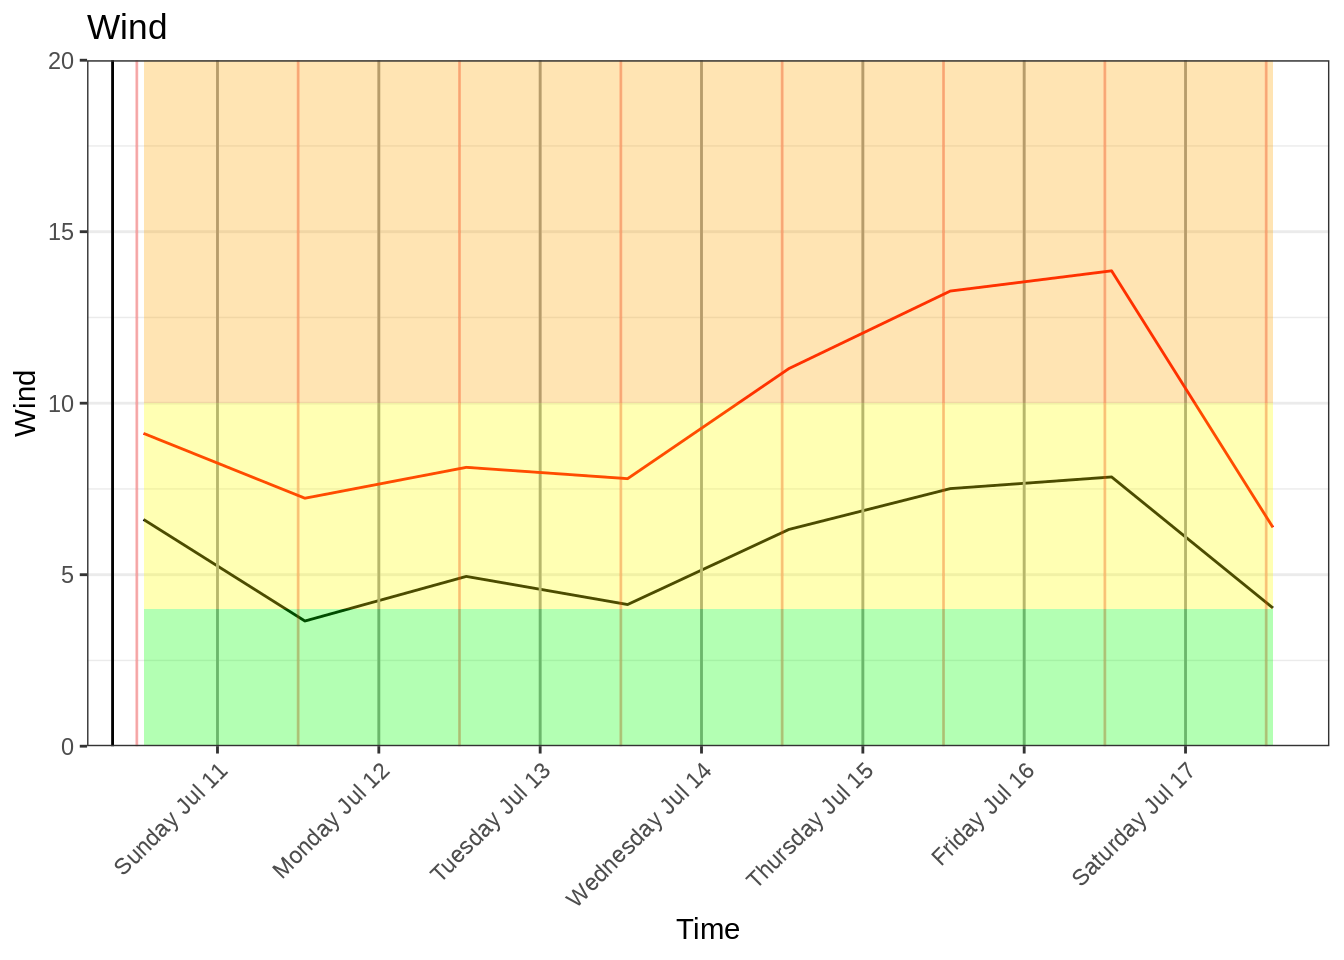 Wind
20
15
10
5
0
Wind
Sunday Jul 11
Monday Jul 12
Tuesday Jul 13
Wednesday Jul 14
Thursday Jul 15
Friday Jul 16
Saturday Jul 17
Time